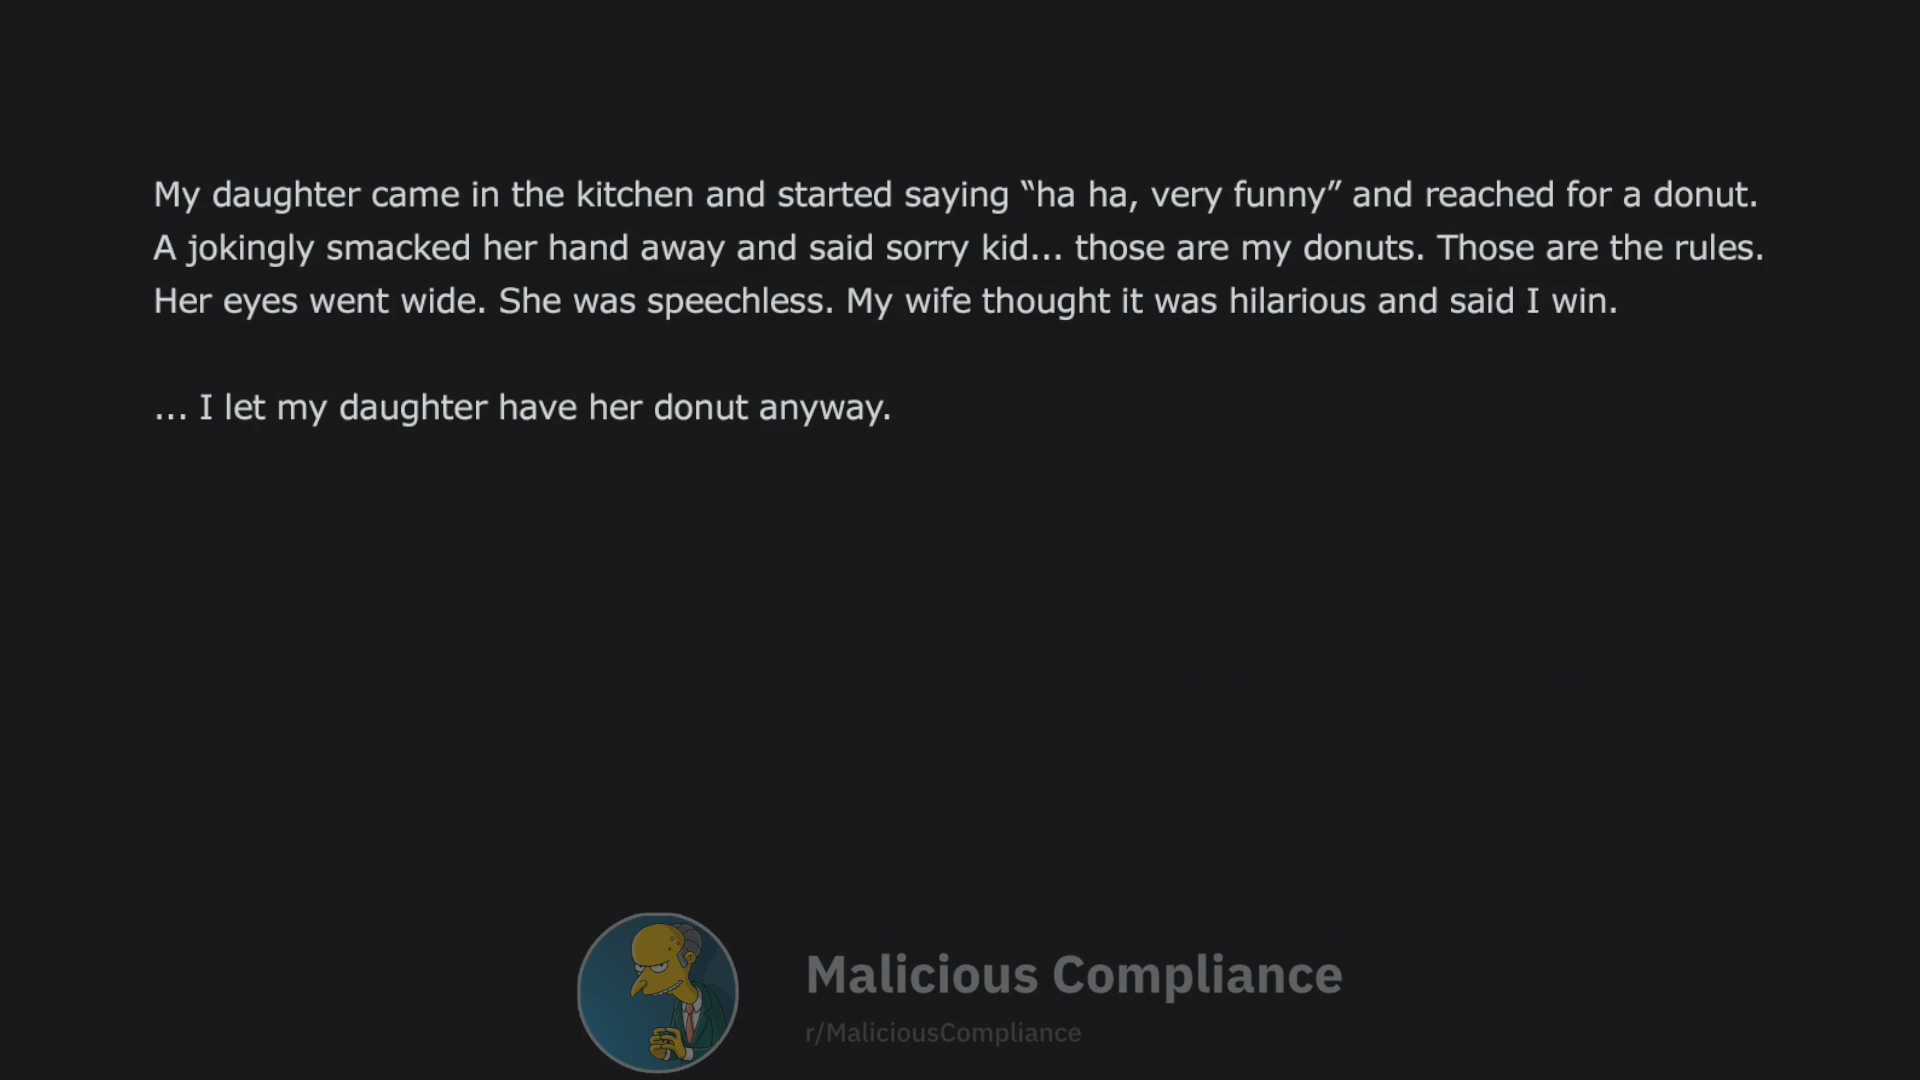 My daughter came in the kitchen and started saying “ha ha, very funny” and reached for a donut.
A jokingly smacked her hand away and said sorry kid... those are my donuts. Those are the rules.
Her eyes went wide. She was speechless. My wife thought it was hilarious and said I win.
... I let my daughter have her donut anyway.
Malicious Compliance
r/MaliciousCompliance